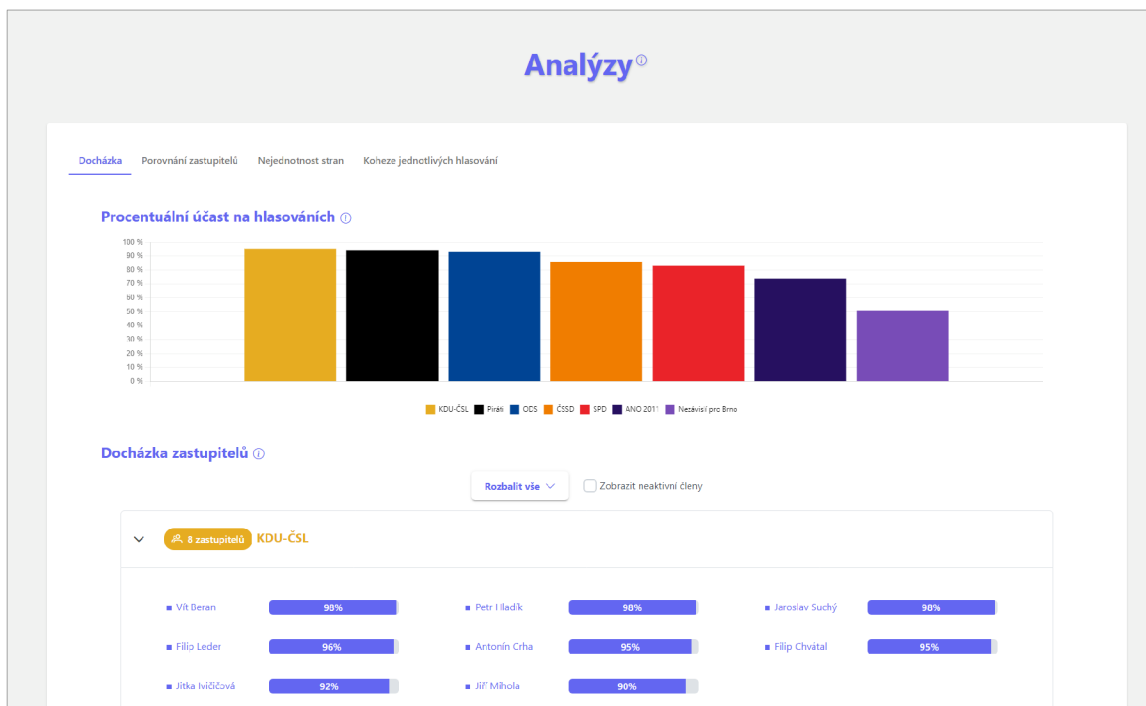 Analýzy
Docházka Porovnání zastupitelů Nejednotnost stran Koheze jednotlivých hlasování
Procentuální účast na hlasováních
100 %
90 %
80 %
70 %
60 %
50 %
40 %
30 %
20 %
10 %
0 %
KDU-ČSL Piráti ODS ČSSD SPD ANO 2011 Nezávislí pro Brno
Docházka zastupitelů
Rozbalit vše Zobrazit neaktivní členy
8 zastupitelů KDU-ČSL
Vít Beran 98% Petr Hladík 98% Jaroslav Suchý 98%
Filip Leder 96% Antonín Crha 95% Filip Chvátal 95%
Jitka Ivičičová 92% Jiří Mihola 90%